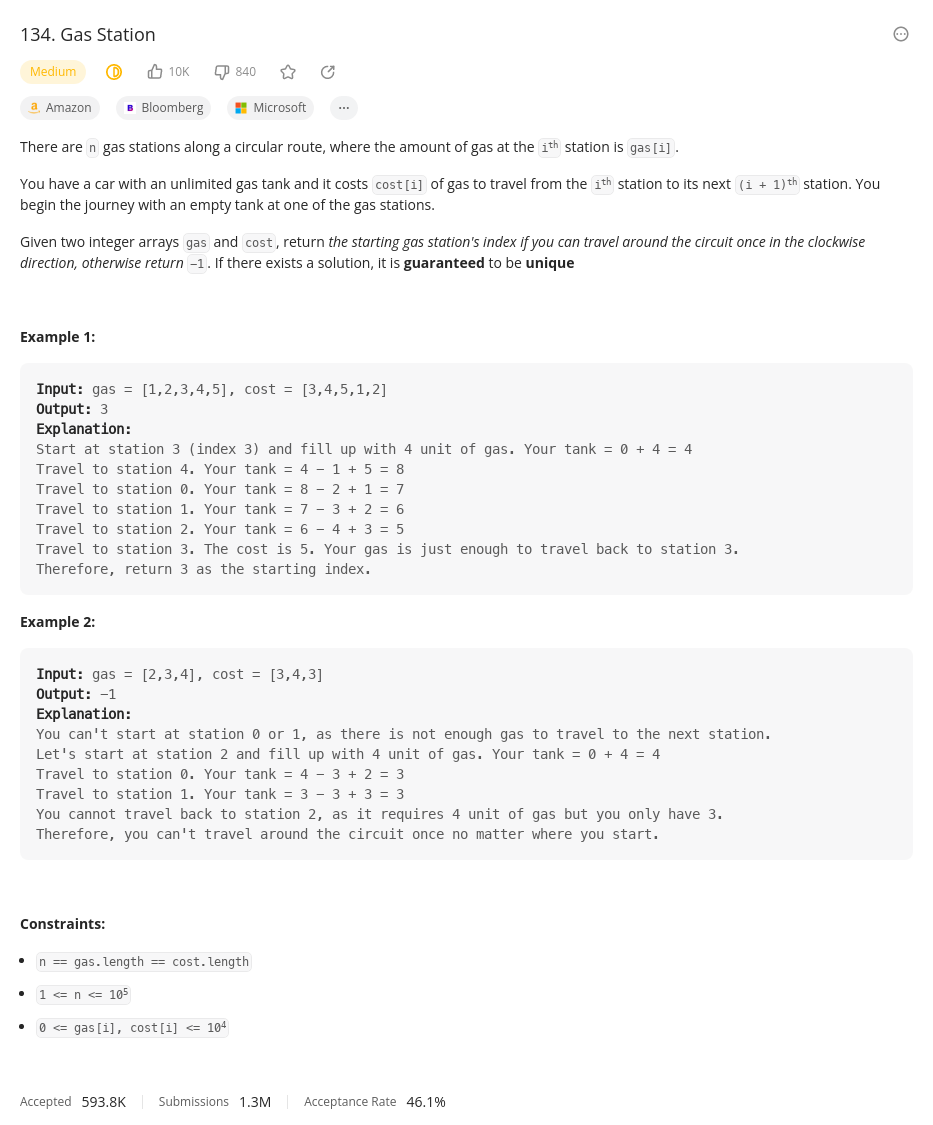 134. Gas Station
Medium 10K 840
Amazon Bloomberg Microsoft ...
There are n gas stations along a circular route, where the amount of gas at the ith station is gas[i].
You have a car with an unlimited gas tank and it costs cost[i] of gas to travel from the ith station to its next (i + 1)th station. You
begin the journey with an empty tank at one of the gas stations.
Given two integer arrays gas and cost, return the starting gas station's index if you can travel around the circuit once in the clockwise
direction, otherwise return −1. If there exists a solution, it is guaranteed to be unique
Example 1:
Input: gas = [1,2,3,4,5], cost = [3,4,5,1,2]
Output: 3
Explanation:
Start at station 3 (index 3) and fill up with 4 unit of gas. Your tank = 0 + 4 = 4
Travel to station 4. Your tank = 4 − 1 + 5 = 8
Travel to station 0. Your tank = 8 − 2 + 1 = 7
Travel to station 1. Your tank = 7 − 3 + 2 = 6
Travel to station 2. Your tank = 6 − 4 + 3 = 5
Travel to station 3. The cost is 5. Your gas is just enough to travel back to station 3.
Therefore, return 3 as the starting index.
Example 2:
Input: gas = [2,3,4], cost = [3,4,3]
Output: −1
Explanation:
You can't start at station 0 or 1, as there is not enough gas to travel to the next station.
Let's start at station 2 and fill up with 4 unit of gas. Your tank = 0 + 4 = 4
Travel to station 0. Your tank = 4 − 3 + 2 = 3
Travel to station 1. Your tank = 3 − 3 + 3 = 3
You cannot travel back to station 2, as it requires 4 unit of gas but you only have 3.
Therefore, you can't travel around the circuit once no matter where you start.
Constraints:
• n == gas.length == cost.length
• 1 <= n <= 10⁵
• 0 <= gas[i], cost[i] <= 10⁴
Accepted 593.8K Submissions 1.3M Acceptance Rate 46.1%